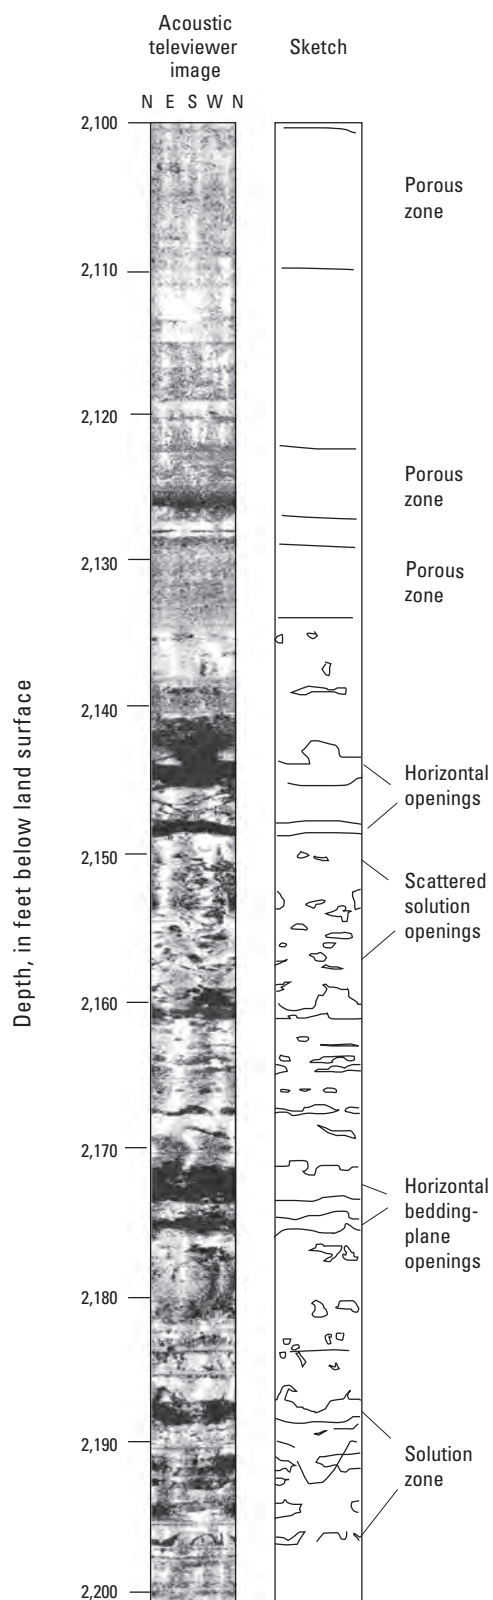 Acoustic
televiewer
image
Sketch
N E S W N
2,100
Porous
zone
2,110
2,120
Porous
zone
2,130
Porous
zone
2,140
Horizontal
openings
2,150
Scattered
solution
openings
Depth, in feet below land surface
2,160
2,170
Horizontal
bedding-
plane
openings
2,180
2,190
Solution
zone
2,200